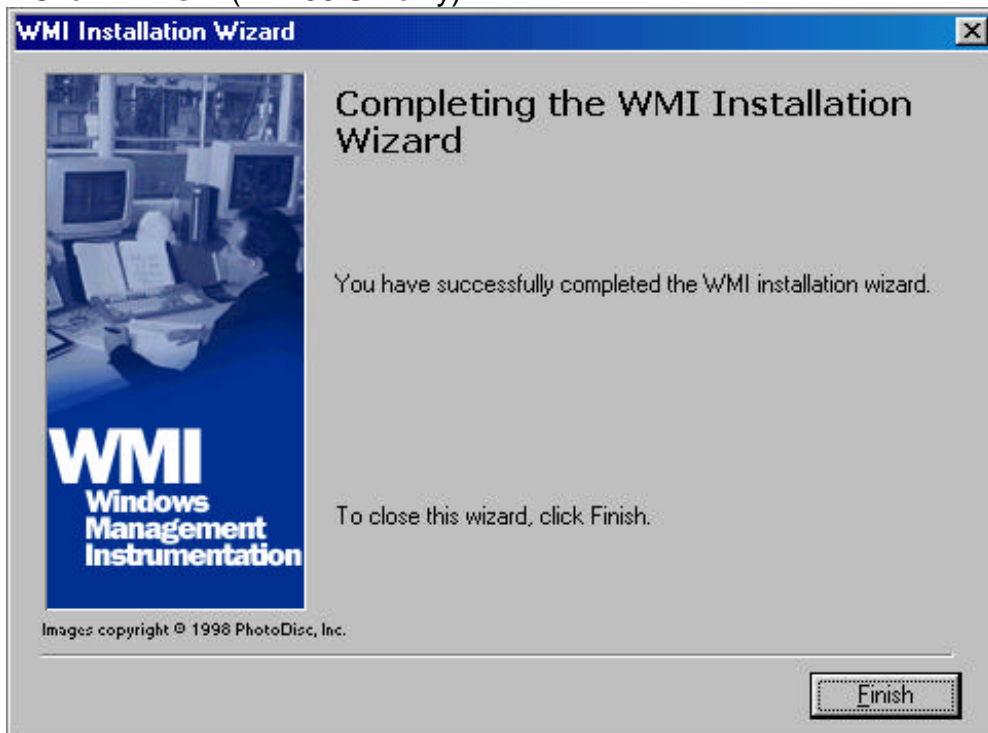 WMI Installation Wizard
Completing the WMI Installation
Wizard
You have successfully completed the WMI installation wizard.
WMI
Windows
Management
Instrumentation
To close this wizard, click Finish.
Images copyright © 1998 PhotoDisc, Inc.
Finish